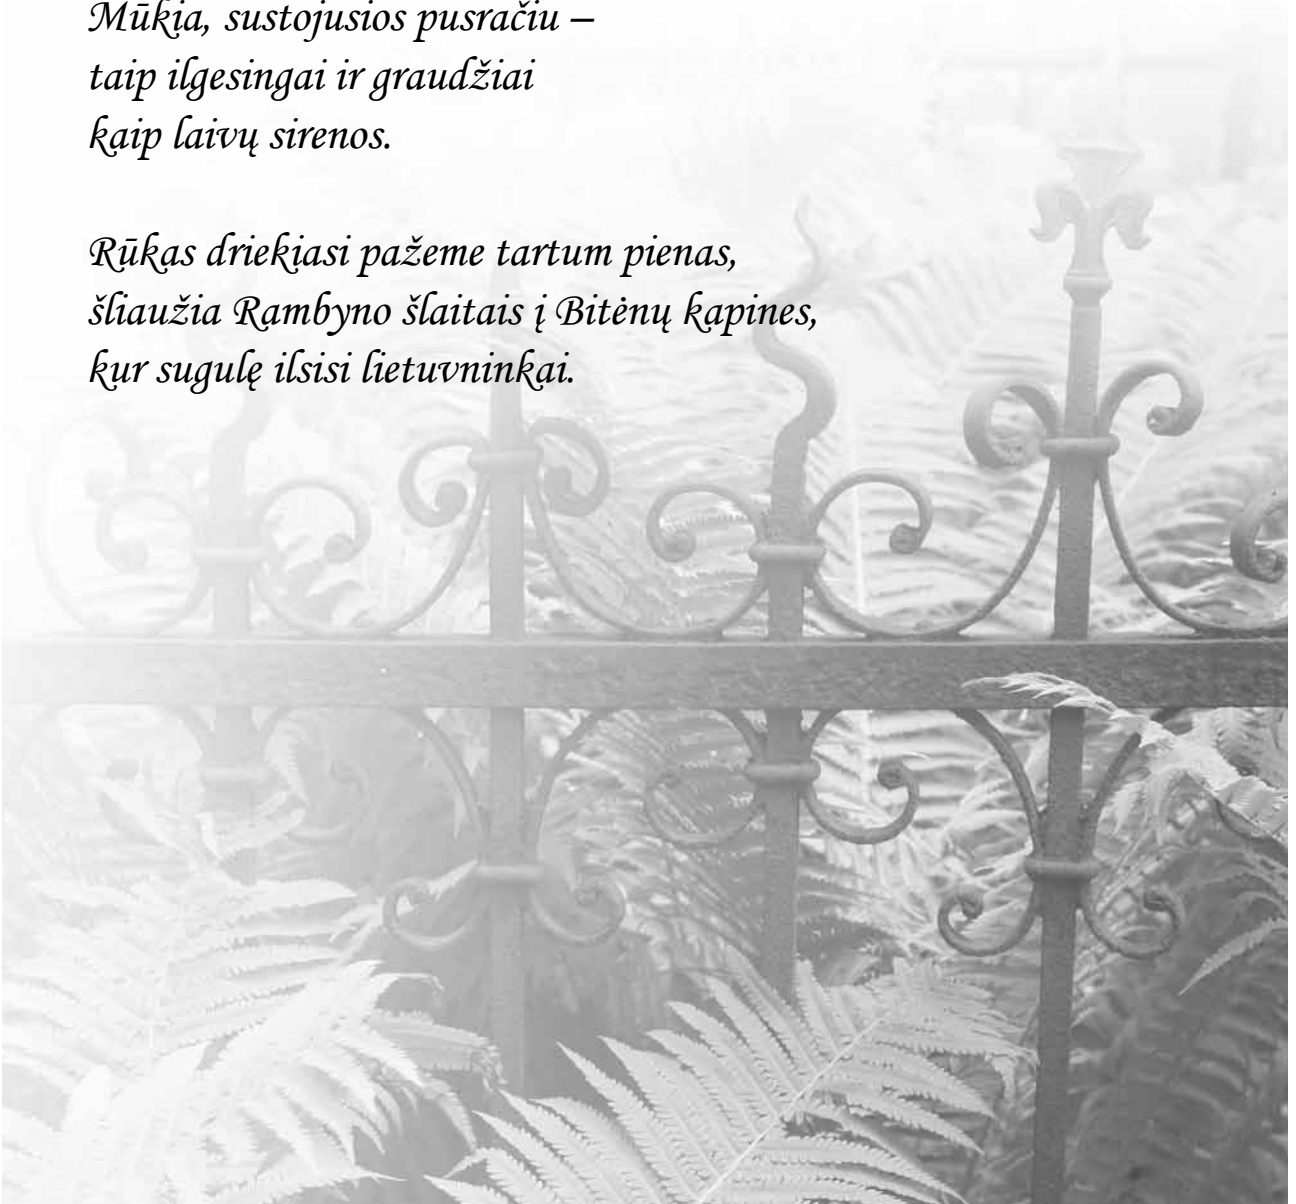 Mūkia, sustojusios pusračiu –
taip ilgesingai ir graudžiai
kaip laivų sirenos.
Rūkas driekiasi pažeme tartum pienas,
šliaužia Rambyno šlaitais į Bitėnų kapines,
kur sugulę ilsisi lietuvninkai.